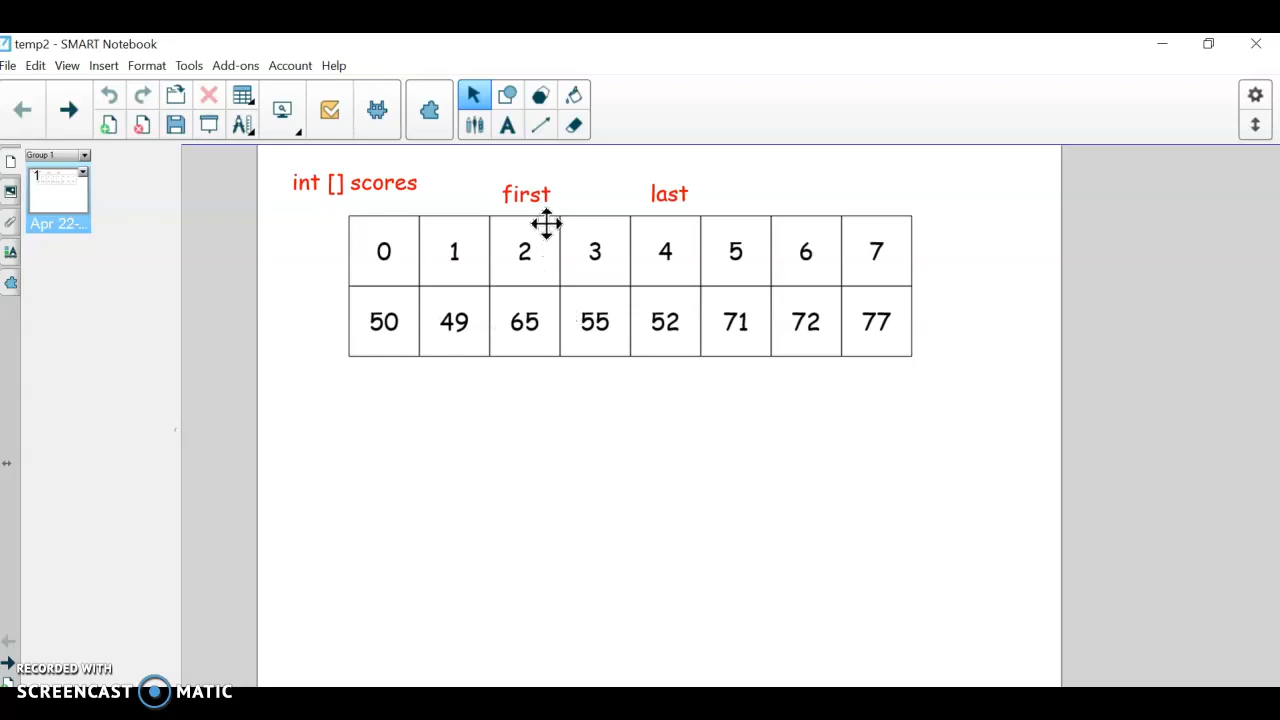 temp2 - SMART Notebook
File Edit View Insert Format Tools Add-ons Account Help
Group 1
1
Apr 22-...
int [] scores
first last
0 1 2 3 4 5 6 7
50 49 65 55 52 71 72 77
RECORDED WITH
SCREENCAST MATIC